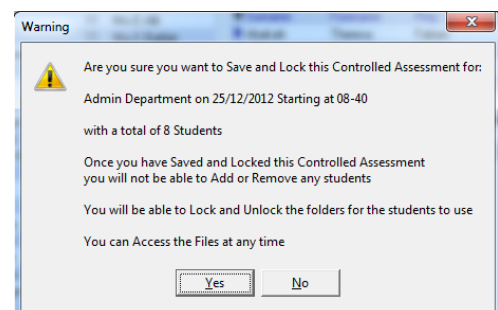 Warning
Are you sure you want to Save and Lock this Controlled Assessment for:
Admin Department on 25/12/2012 Starting at 08-40
with a total of 8 Students
Once you have Saved and Locked this Controlled Assessment
you will not be able to Add or Remove any students
You will be able to Lock and Unlock the folders for the students to use
You can Access the Files at any time
Yes
No